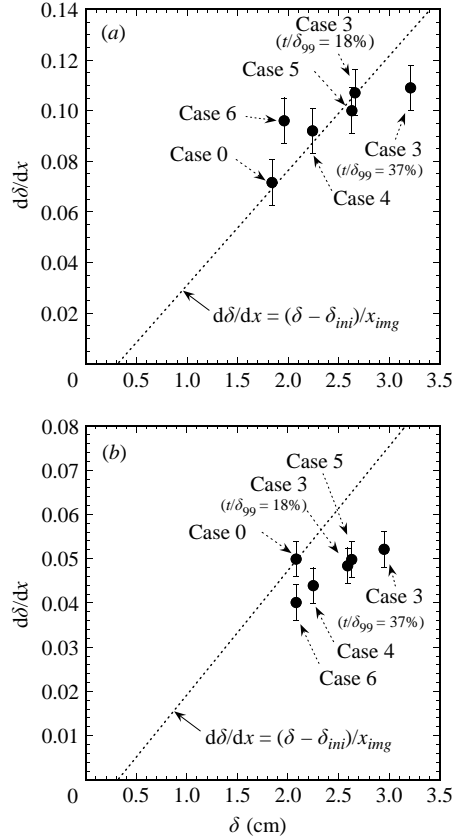 0.14
(a)
Case 3
(t/δ99 = 18%)
0.12
Case 5
0.10
Case 6
Case 0
Case 3
(t/δ99 = 37%)
0.08
dδ/dx
Case 4
0.06
0.04
dδ/dx = (δ – δini)/ximg
0.02
0 0.5 1.0 1.5 2.0 2.5 3.0 3.5
0.08
(b)
Case 5
0.07
Case 3
(t/δ99 = 18%)
0.06
Case 0
0.05
Case 3
(t/δ99 = 37%)
0.04
dδ/dx
Case 4
0.03
Case 6
0.02
dδ/dx = (δ – δini)/ximg
0.01
0 0.5 1.0 1.5 2.0 2.5 3.0 3.5
δ (cm)